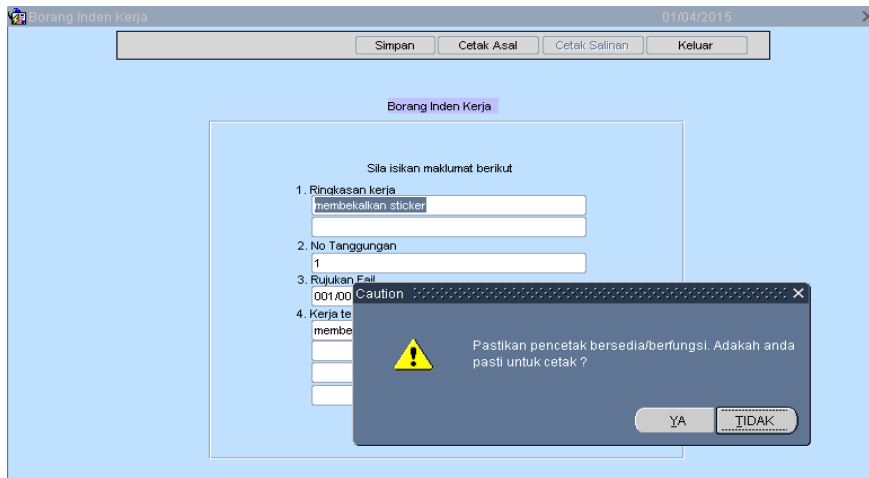 Borang Inden Kerja 01/04/2015
Simpan Cetak Asal Cetak Salinan Keluar
Borang Inden Kerja
Sila isikan maklumat berikut
1. Ringkasan kerja
membekalkan sticker
2. No Tanggungan
1
3. Rujukan Fail
001/00
4. Kerja te
membe
Caution
Pastikan pencetak bersedia/berfungsi. Adakah anda
pasti untuk cetak ?
YA TIDAK